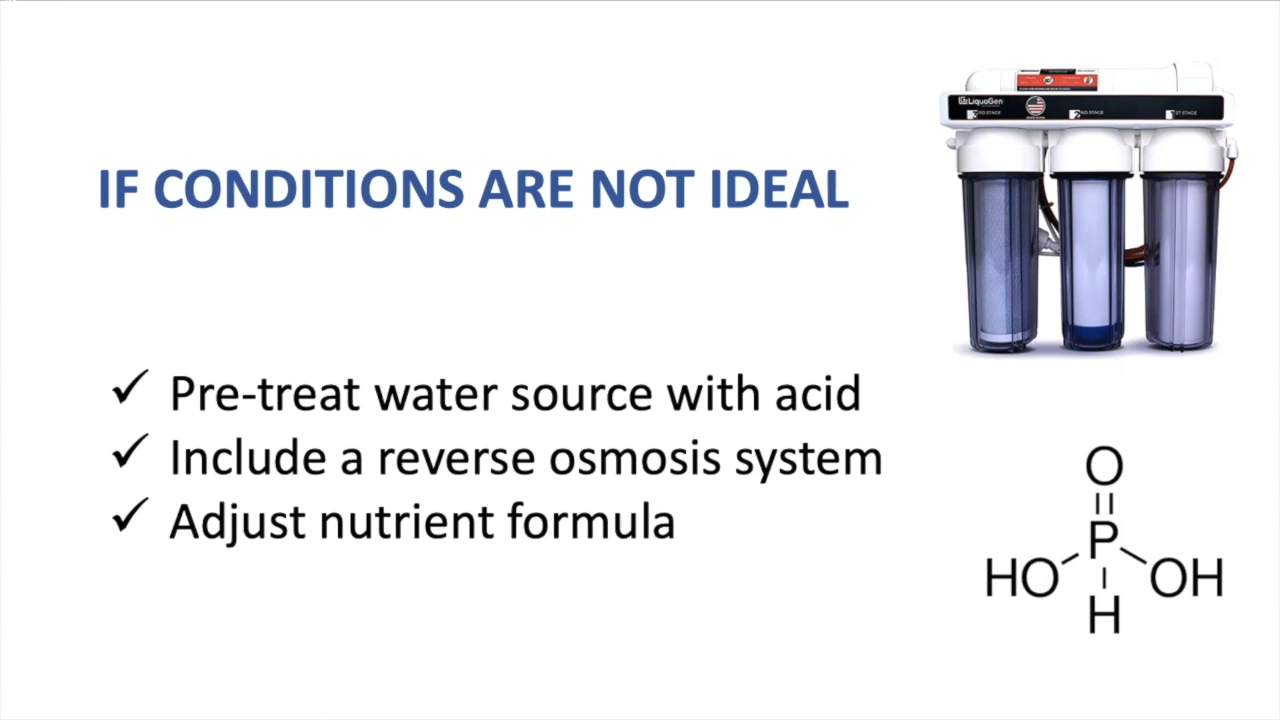 IF CONDITIONS ARE NOT IDEAL
LiquaGen
✓ Pre-treat water source with acid
✓ Include a reverse osmosis system
✓ Adjust nutrient formula
O
P
HO
OH
H